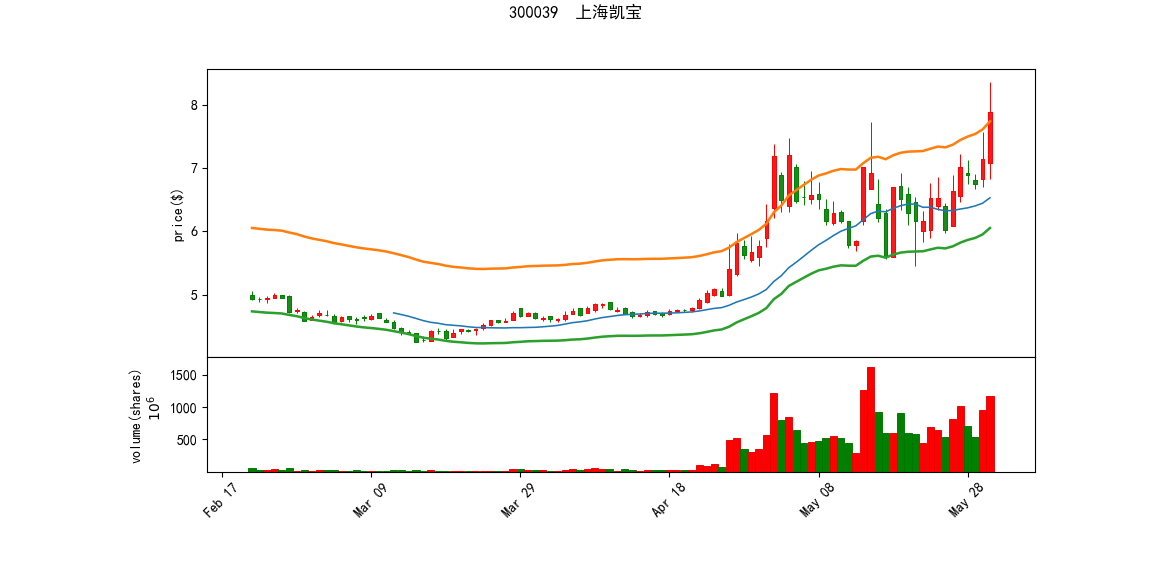 300039 上海凯宝
8
7
6
5
price($)
1500
1000
500
volume(shares)
10^6
Feb 17
Mar 09
Mar 29
Apr 18
May 08
May 28